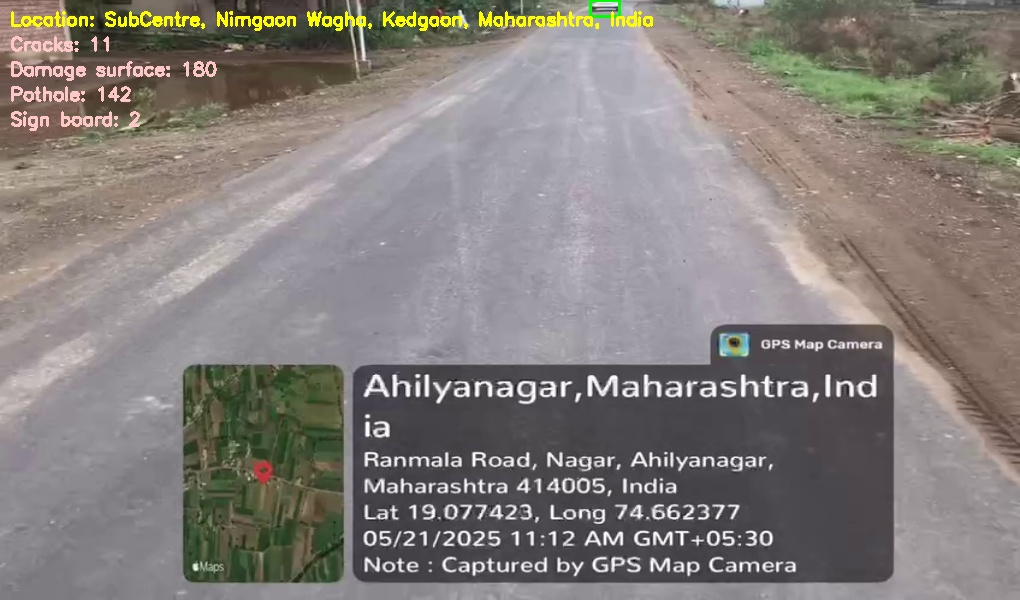 Location: SubCentre, Nimgaon Wagha, Kedgaon, Maharashtra, India
Cracks: 11
Damage surface: 180
Pothole: 142
Sign board: 2
GPS Map Camera
Ahilyanagar,Maharashtra,Ind
ia
Ranmala Road, Nagar, Ahilyanagar,
Maharashtra 414005, India
Lat 19.077423, Long 74.662377
05/21/2025 11:12 AM GMT+05:30
Note : Captured by GPS Map Camera
Maps